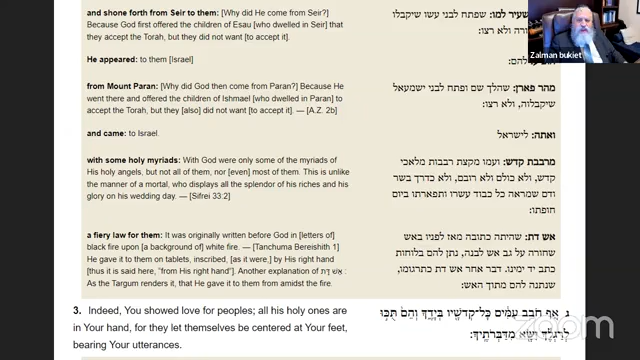 and shone forth from Seir to them: [Why did He come from Seir?]
Because God first offered the children of Esau [who dwelled in Seir] that
they accept the Torah, but they did not want [to accept it].
He appeared: to them [Israel]
from Mount Paran: [Why did God then come from Paran?] Because He
went there and offered the children of Ishmael [who dwelled in Paran] to
accept the Torah, but they [also] did not want [to accept it]. — [A.Z. 2b]
and came: to Israel.
with some holy myriads: With God were only some of the myriads of
His holy angels, but not all of them, nor [even] most of them. This is unlike
the manner of a mortal, who displays all the splendor of his riches and his
glory on his wedding day. — [Sifrei 33:2]
a fiery law for them: It was originally written before God in [letters of]
black fire upon [a background of] white fire. — [Tanchuma Bereishith 1]
He gave it to them on tablets, inscribed, [as it were,] by His right hand
[thus it is said here, "from His right hand"]. Another explanation of אֵשׁ דָּת :
As the Targum renders it, that He gave it to them from amidst the fire.
3. Indeed, You showed love for peoples; all his holy ones are
in Your hand, for they let themselves be centered at Your feet,
bearing Your utterances.
שעיר למו: שפתח לבני עשו שיקבלו
ולא רצו:
להם:
מהר פארן: שהלך שם ופתח לבני ישמעאל
שיקבלוה, ולא רצו:
ואתה: לישראל
מרבבת קדש: ועמו מקצת רבבות מלאכי
קדש, ולא כולם ולא רובם, ולא כדרך בשר
ודם שמראה כל כבוד עשרו ותפארתו ביום
חופתו:
אש דת: שהיתה כתובה מאז לפניו באש
שחורה על גב אש לבנה, נתן להם בלוחות
כתב יד ימינו. דבר אחר אש דת כתרגומו,
שנתנה להם מתוך האש:
ג. אַ֚ף חֹבֵ֣ב עַמִּ֔ים כָּל־קְדֹשָׁ֖יו בְּיָדֶ֑ךָ וְהֵם֙ תֻּכּ֣וּ
לְרַגְלֶ֔ךָ יִשָּׂ֖א מִדַּבְּרֹתֶֽיךָ:
Zalman bukiet
zoom